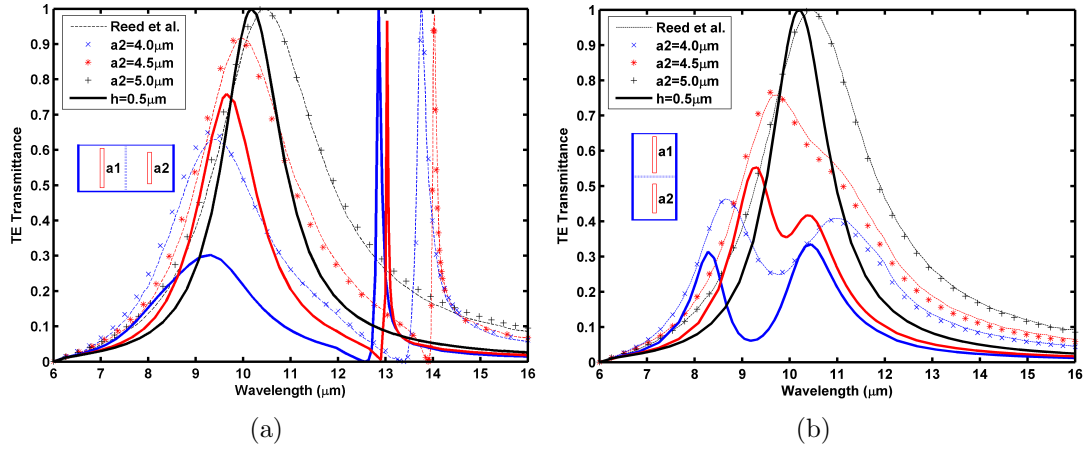 1
0.9
0.8
0.7
0.6
0.5
0.4
0.3
0.2
0.1
0
TE Transmittance
Reed et al.
a2=4.0μm
a2=4.5μm
a2=5.0μm
h=0.5μm
a1 a2
6 7 8 9 10 11 12 13 14 15 16
Wavelength (μm)
(a)
1
0.9
0.8
0.7
0.6
0.5
0.4
0.3
0.2
0.1
0
TE Transmittance
Reed et al.
a2=4.0μm
a2=4.5μm
a2=5.0μm
h=0.5μm
a1
a2
6 7 8 9 10 11 12 13 14 15 16
Wavelength (μm)
(b)